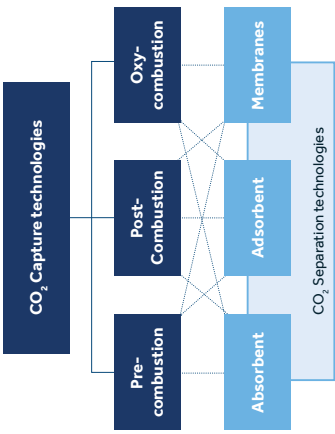 CO₂ Capture technologies
Pre-
combustion
Post-
Combustion
Oxy-
combustion
Absorbent
Adsorbent
Membranes
CO₂ Separation technologies